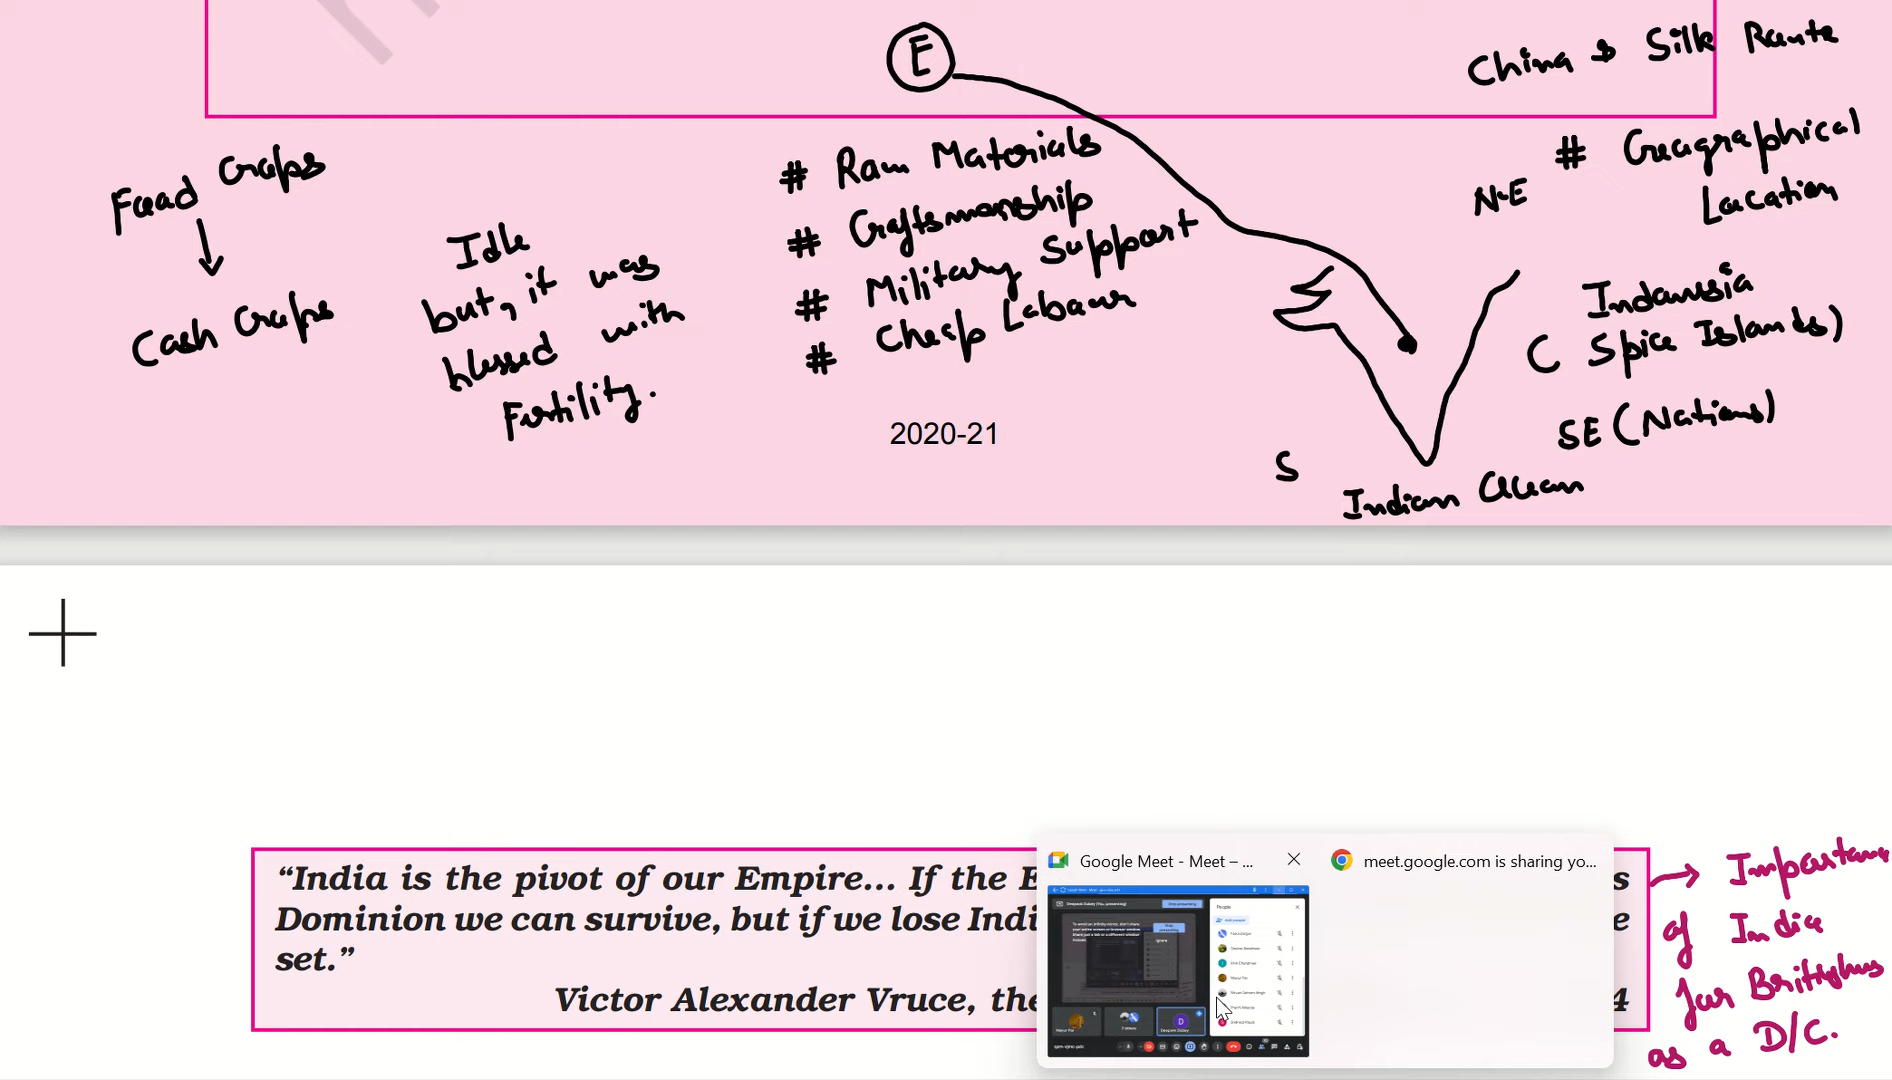 E
China & Silk Route
Food Crops
Cash Crops
Idle
but, it was
blessed with
Fertility.
# Raw Materials
# Craftsmanship
# Military Support
# Cheap Labour
# Geographical
Location
N-E
Indonesia
( Spice Islands)
SE (Nations)
S
Indian Ocean
2020-21
“India is the pivot of our Empire... If the E
Dominion we can survive, but if we lose Indi
set.”
Victor Alexander Vruce, the
s
e
4
Importance
of India
for Britishers
as a D/C.
Google Meet - Meet – ...
meet.google.com is sharing yo...